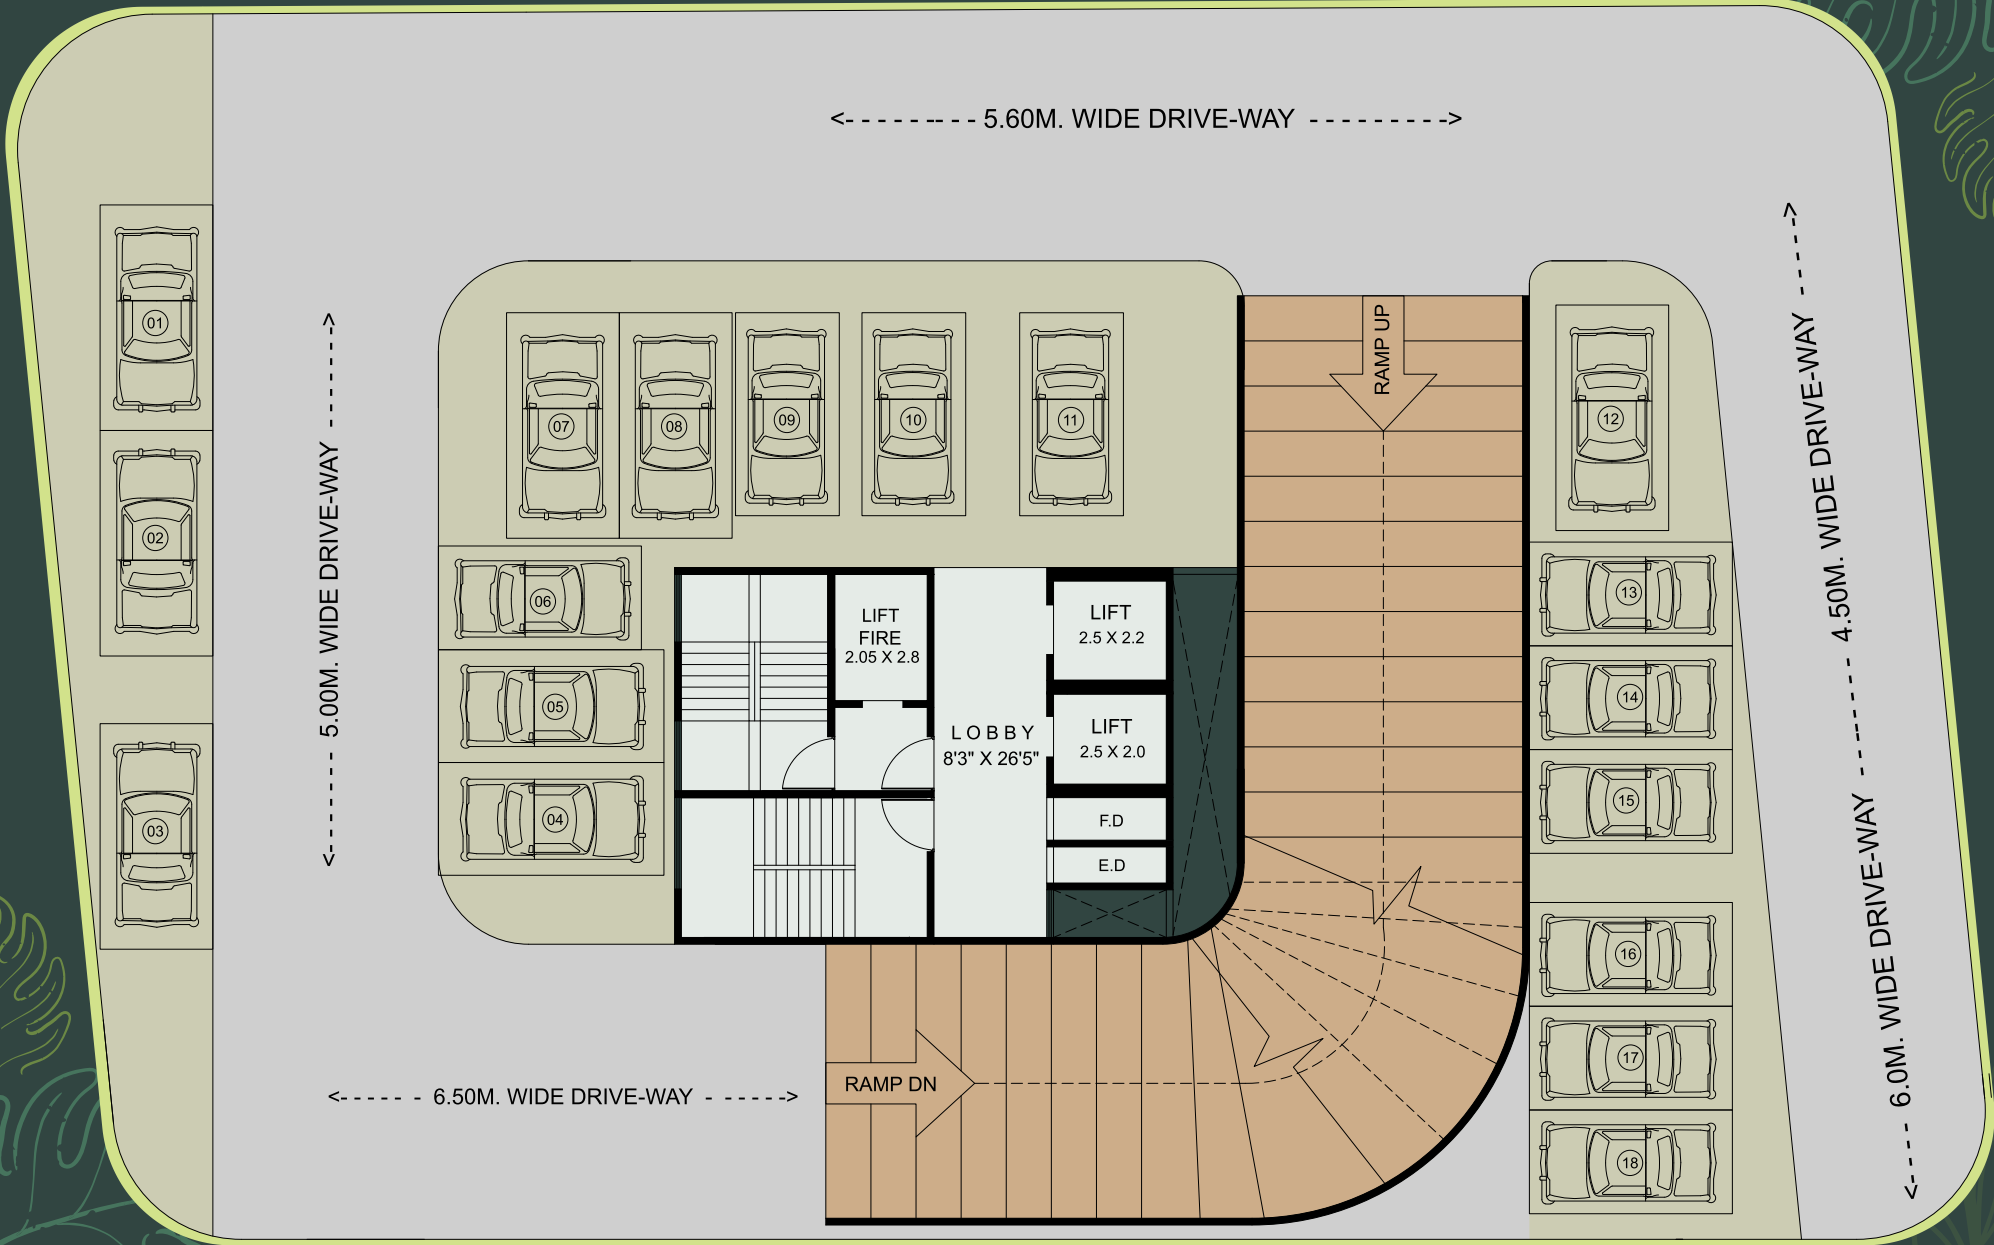 <- - - - - - --- - - - 5.60M. WIDE DRIVE-WAY - - - - - - - - - ->
01
02
03
<- - - - - 5.00M. WIDE DRIVE-WAY - - - - - ->
07
08
09
10
11
06
05
04
RAMP UP
12
13
14
15
16
17
18
LIFT
FIRE
2.05 X 2.8
LIFT
2.5 X 2.2
LOBBY
8'3" X 26'5"
LIFT
2.5 X 2.0
F.D
E.D
<- - - - - - 6.50M. WIDE DRIVE-WAY - - - - - ->
RAMP DN
4.50M. WIDE DRIVE-WAY
6.0M. WIDE DRIVE-WAY